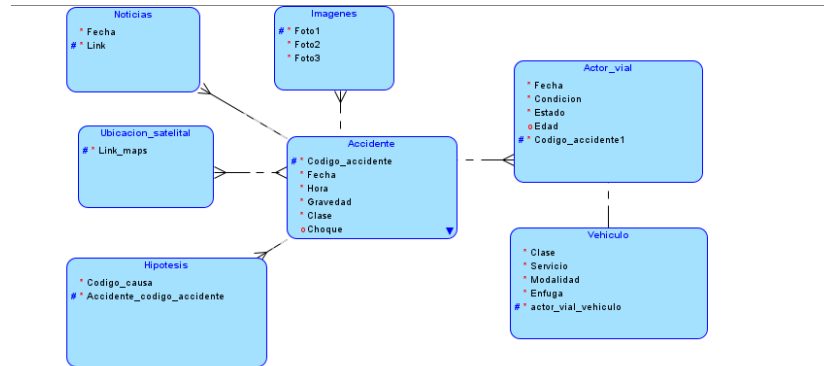 Noticias
* Fecha
# * Link
Imagenes
# * Foto1
* Foto2
* Foto3
Actor_vial
* Fecha
* Condicion
* Estado
o Edad
# * Codigo_accidente1
Ubicacion_satelital
# * Link_maps
Accidente
# * Codigo_accidente
* Fecha
* Hora
* Gravedad
* Clase
o Choque
Hipotesis
* Codigo_causa
# * Accidente_codigo_accidente
Vehiculo
* Clase
* Servicio
* Modalidad
* Enfuga
# * actor_vial_vehiculo